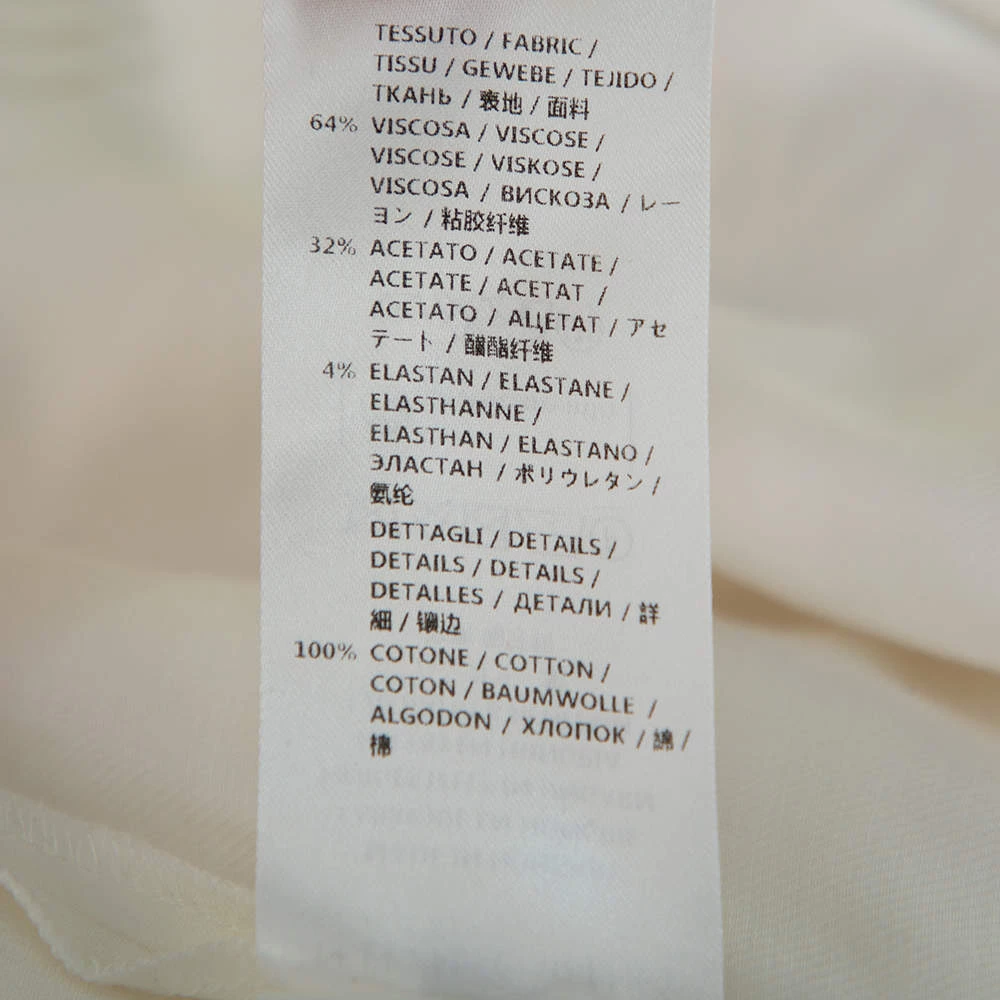 TESSUTO / FABRIC /
TISSU / GEWEBE / TEJIDO /
ТКАНЬ / 表地 / 面料
64% VISCOSA / VISCOSE /
VISCOSE / VISKOSE /
VISCOSA / ВИСКОЗА / レー
ヨン / 粘胶纤维
32% ACETATO / ACETATE /
ACETATE / ACETAT /
ACETATO / АЦЕТАТ / アセ
テート / 醋酯纤维
4% ELASTAN / ELASTANE /
ELASTHANNE /
ELASTHAN / ELASTANO /
ЭЛАСТАН / ポリウレタン /
氨纶
DETTAGLI / DETAILS /
DETAILS / DETAILS /
DETALLES / ДЕТАЛИ / 詳
細 / 镶边
100% COTONE / COTTON /
COTON / BAUMWOLLE /
ALGODON / ХЛОПОК / 綿 /
棉